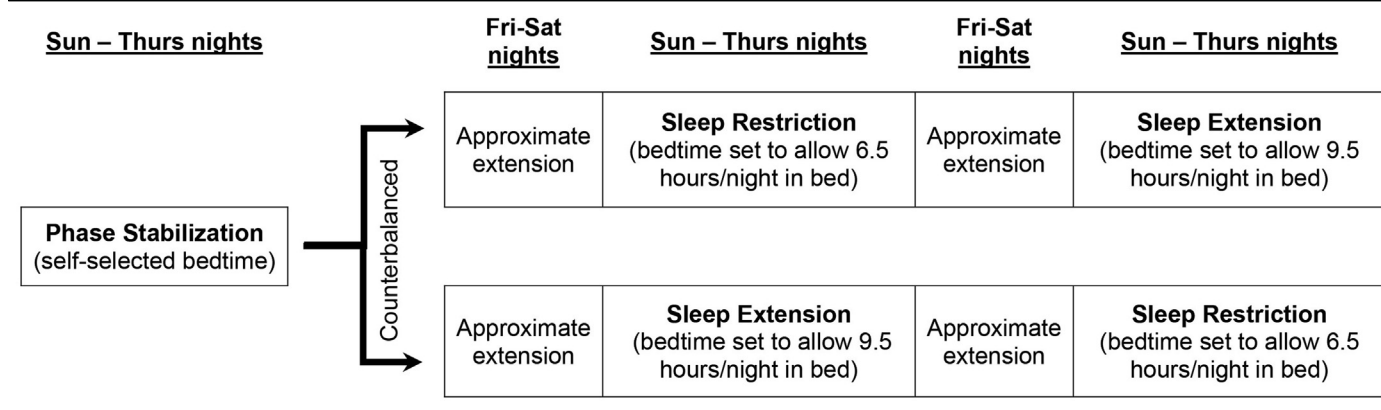 Sun – Thurs nights
Fri-Sat
nights
Sun – Thurs nights
Fri-Sat
nights
Sun – Thurs nights
Phase Stabilization
(self-selected bedtime)
Counterbalanced
Approximate
extension
Sleep Restriction
(bedtime set to allow 6.5
hours/night in bed)
Approximate
extension
Sleep Extension
(bedtime set to allow 9.5
hours/night in bed)
Approximate
extension
Sleep Extension
(bedtime set to allow 9.5
hours/night in bed)
Approximate
extension
Sleep Restriction
(bedtime set to allow 6.5
hours/night in bed)